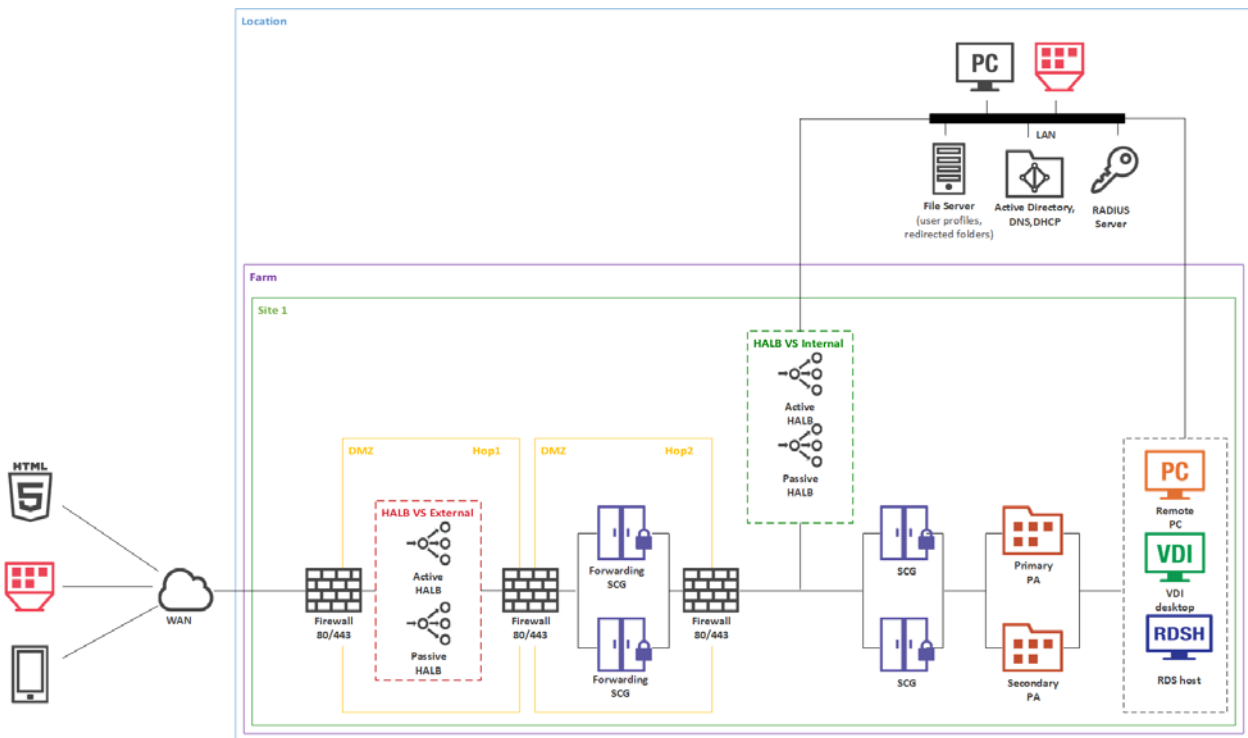 Location
PC
LAN
File Server
(user profiles,
redirected folders)
Active Directory,
DNS,DHCP
RADIUS
Server
Farm
Site 1
HALB VS Internal
Active
HALB
Passive
HALB
DMZ
Hop1
DMZ
Hop2
HALB VS External
Active
HALB
Passive
HALB
HTML
5
WAN
Firewall
80/443
Firewall
80/443
Forwarding
SCG
Forwarding
SCG
Firewall
80/443
SCG
SCG
Primary
PA
Secondary
PA
PC
Remote
PC
VDI
VDI
desktop
RDSH
RDS host